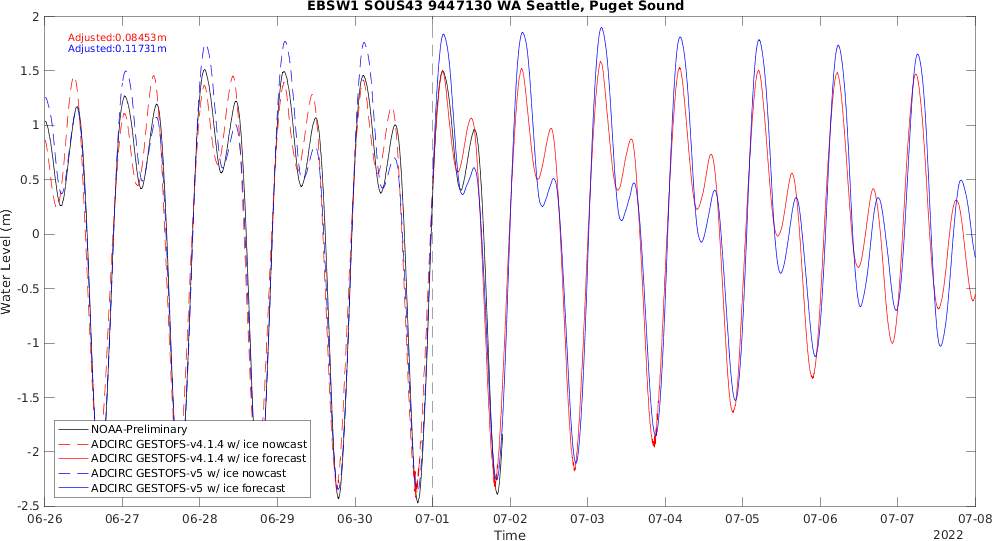 EBSW1 SOUS43 9447130 WA Seattle, Puget Sound
Adjusted:0.08453m
Adjusted:0.11731m
2
1.5
1
0.5
0
-0.5
-1
-1.5
-2
-2.5
Water Level (m)
NOAA-Preliminary
ADCIRC GESTOFS-v4.1.4 w/ ice nowcast
ADCIRC GESTOFS-v4.1.4 w/ ice forecast
ADCIRC GESTOFS-v5 w/ ice nowcast
ADCIRC GESTOFS-v5 w/ ice forecast
06-26 06-27 06-28 06-29 06-30 07-01 07-02 07-03 07-04 07-05 07-06 07-07 07-08
Time
2022